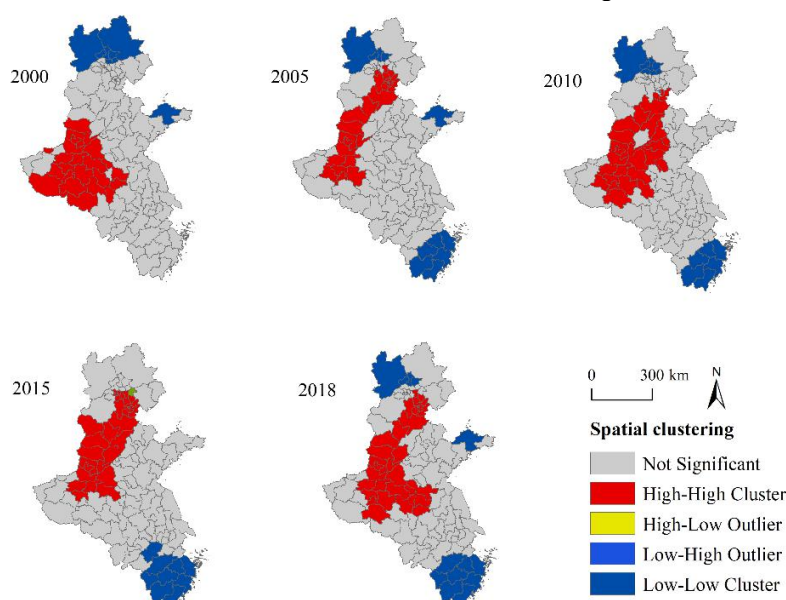 2000
2005
2010
2015
2018
0 300 km
N
Spatial clustering
Not Significant
High-High Cluster
High-Low Outlier
Low-High Outlier
Low-Low Cluster